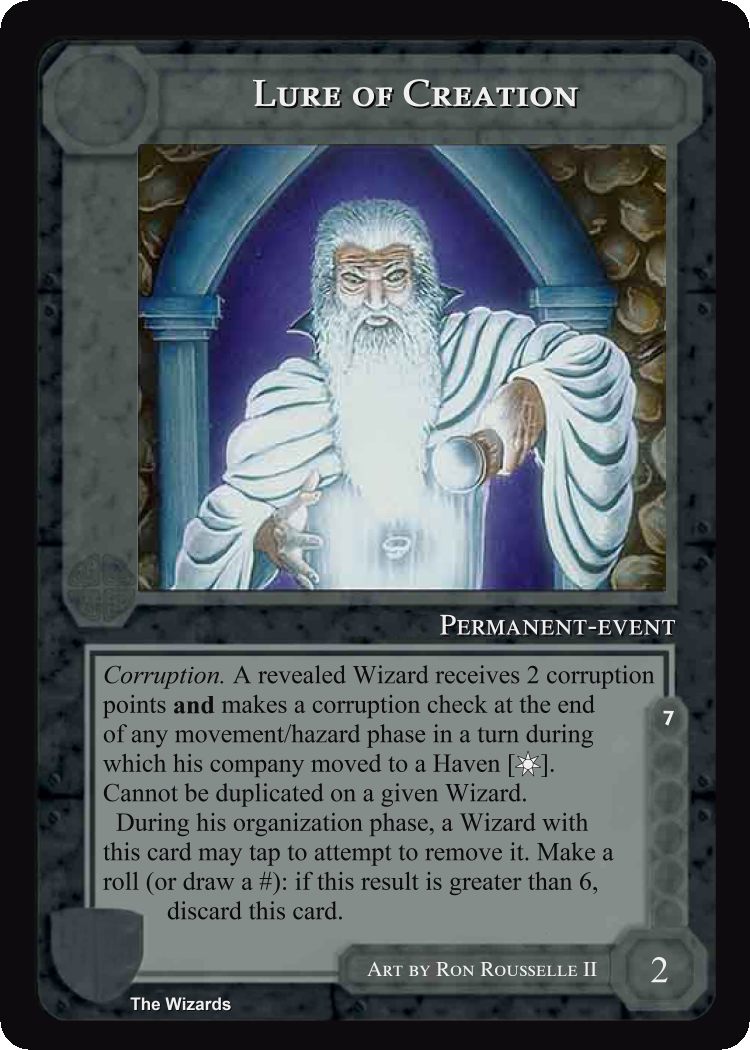 Lure of Creation
Permanent-event
Corruption. A revealed Wizard receives 2 corruption
points and makes a corruption check at the end
of any movement/hazard phase in a turn during
which his company moved to a Haven [☀].
Cannot be duplicated on a given Wizard.
During his organization phase, a Wizard with
this card may tap to attempt to remove it. Make a
roll (or draw a #): if this result is greater than 6,
discard this card.
7
Art by Ron Rousselle II
2
The Wizards